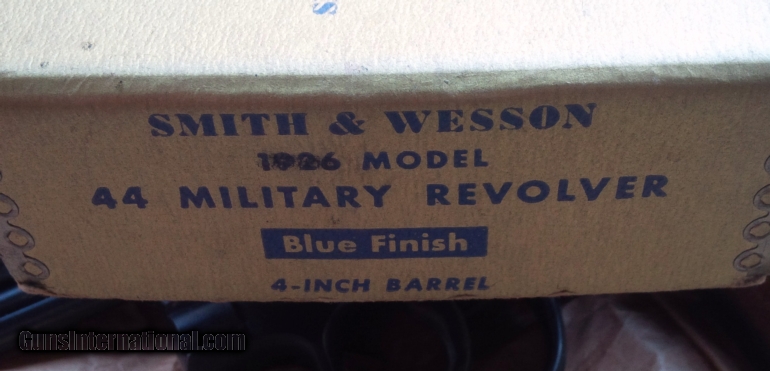 S
SMITH & WESSON
1926 MODEL
44 MILITARY REVOLVER
Blue Finish
4-INCH BARREL
GunsInternational.com